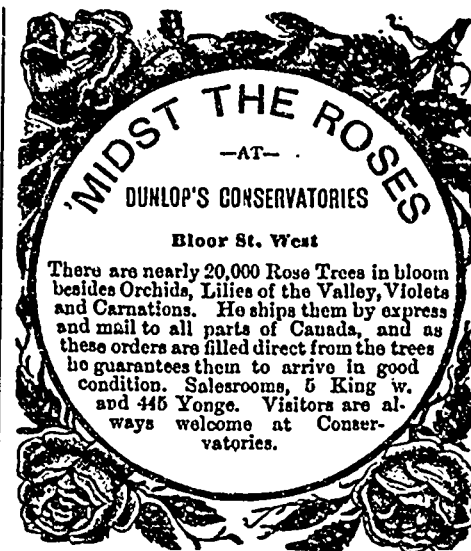 'MIDST THE ROSES
—AT—
DUNLOP'S CONSERVATORIES
Bloor St. West
There are nearly 20,000 Rose Trees in bloom
besides Orchids, Lilies of the Valley, Violets
and Carnations. He ships them by express
and mail to all parts of Canada, and as
these orders are filled direct from the trees
he guarantees them to arrive in good
condition. Salesrooms, 5 King w.
and 445 Yonge. Visitors are al-
ways welcome at Conser-
vatories.